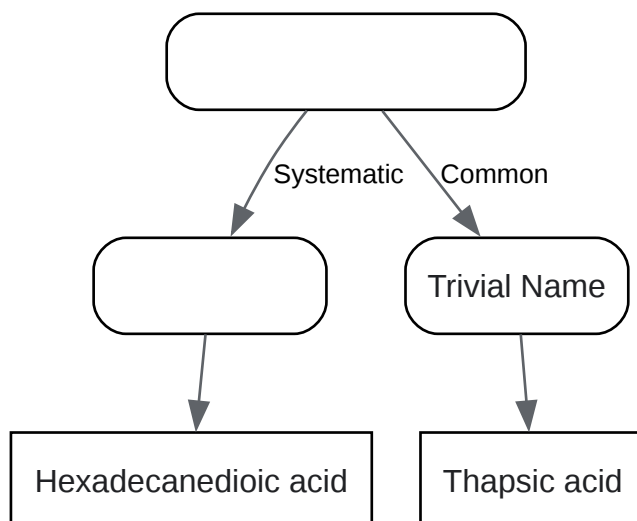 Systematic
Common
Trivial Name
Hexadecanedioic acid
Thapsic acid